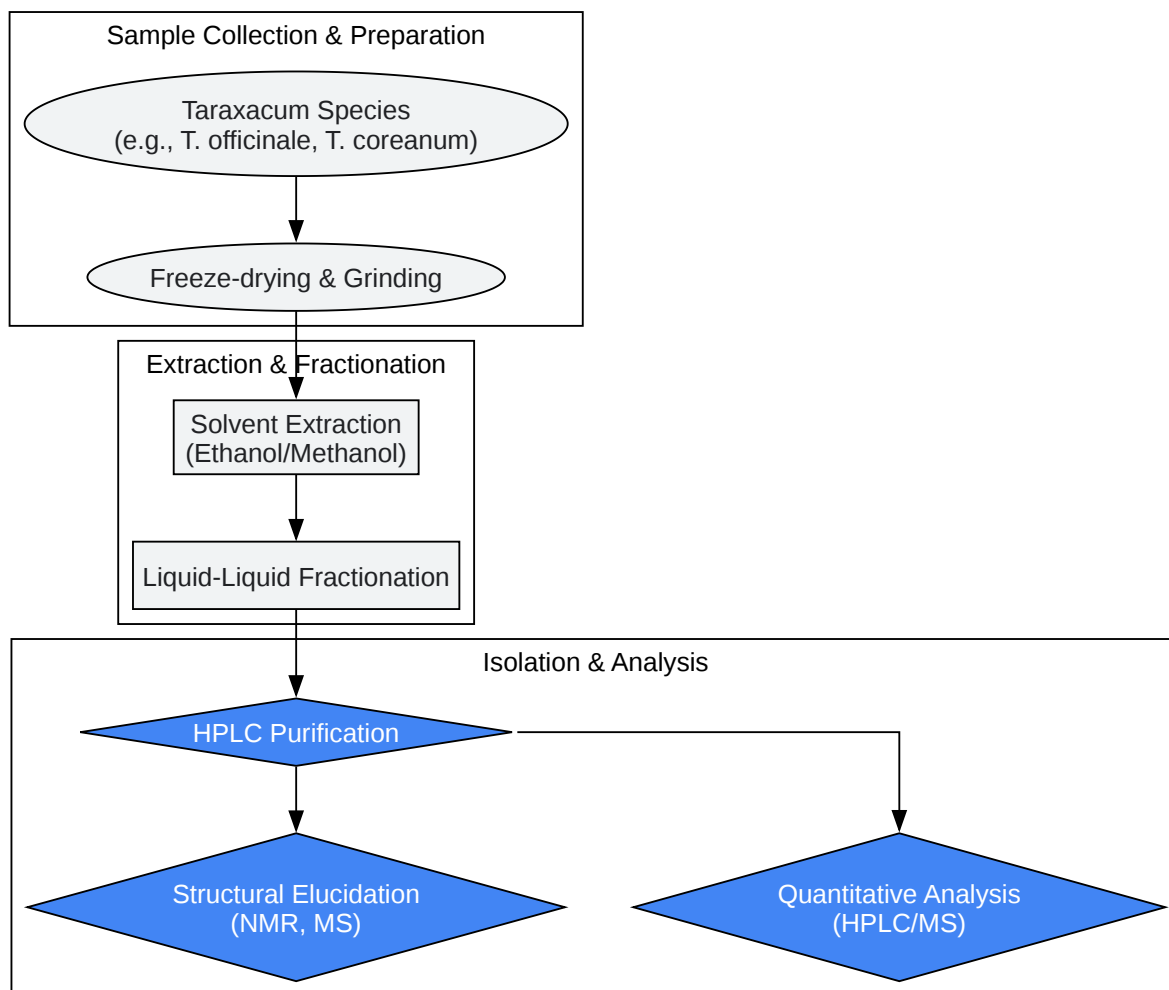 Sample Collection & Preparation
Taraxacum Species
(e.g., T. officinale, T. coreanum)
Freeze-drying & Grinding
Extraction & Fractionation
Solvent Extraction
(Ethanol/Methanol)
Liquid-Liquid Fractionation
Isolation & Analysis
HPLC Purification
Structural Elucidation
(NMR, MS)
Quantitative Analysis
(HPLC/MS)